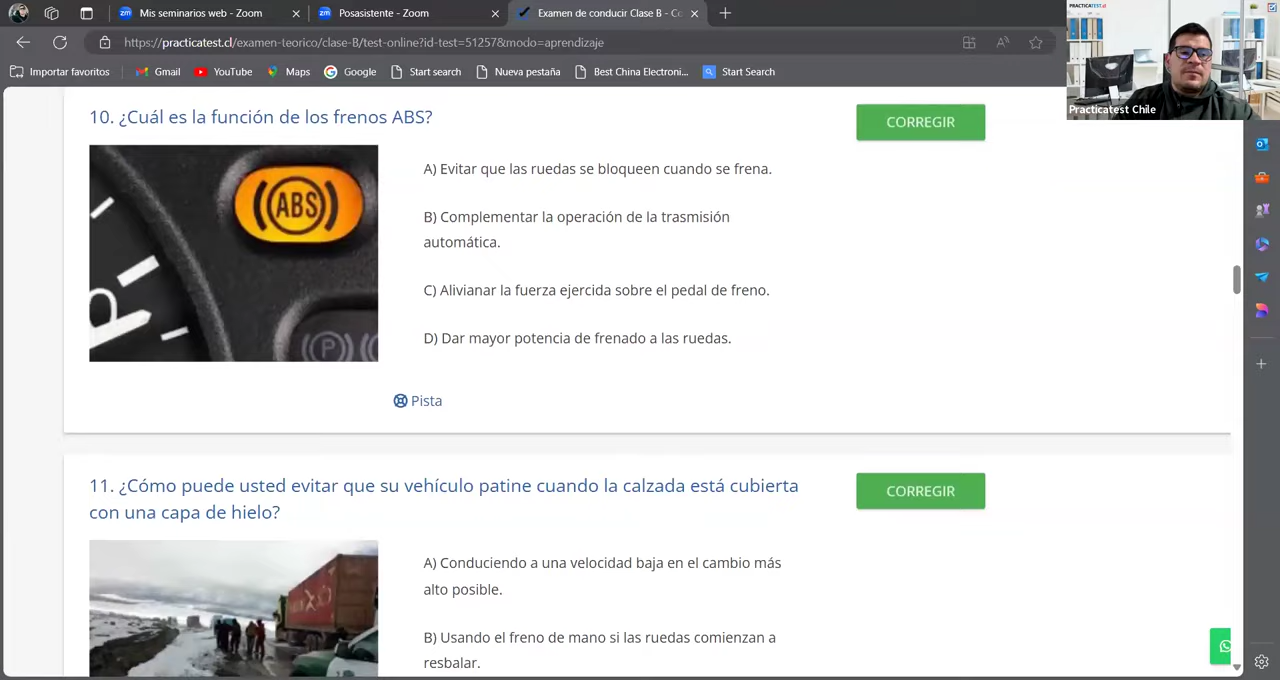 Mis seminarios web - Zoom
Posasistente - Zoom
Examen de conducir Clase B - Co
https://practicatest.cl/examen-teorico/clase-B/test-online?id-test=51257&modo=aprendizaje
Importar favoritos
Gmail
YouTube
Maps
Google
Start search
Nueva pestaña
Best China Electroni...
Start Search
PRACTICATEST.cl
Practicatest Chile
10. ¿Cuál es la función de los frenos ABS?
CORREGIR
ABS
A) Evitar que las ruedas se bloqueen cuando se frena.
B) Complementar la operación de la trasmisión
automática.
C) Alivianar la fuerza ejercida sobre el pedal de freno.
D) Dar mayor potencia de frenado a las ruedas.
Pista
11. ¿Cómo puede usted evitar que su vehículo patine cuando la calzada está cubierta
con una capa de hielo?
CORREGIR
A) Conduciendo a una velocidad baja en el cambio más
alto posible.
B) Usando el freno de mano si las ruedas comienzan a
resbalar.